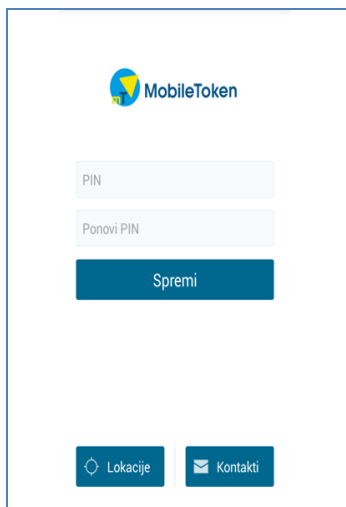 MobileToken
PIN
Ponovi PIN
Spremi
Lokacije
Kontakti